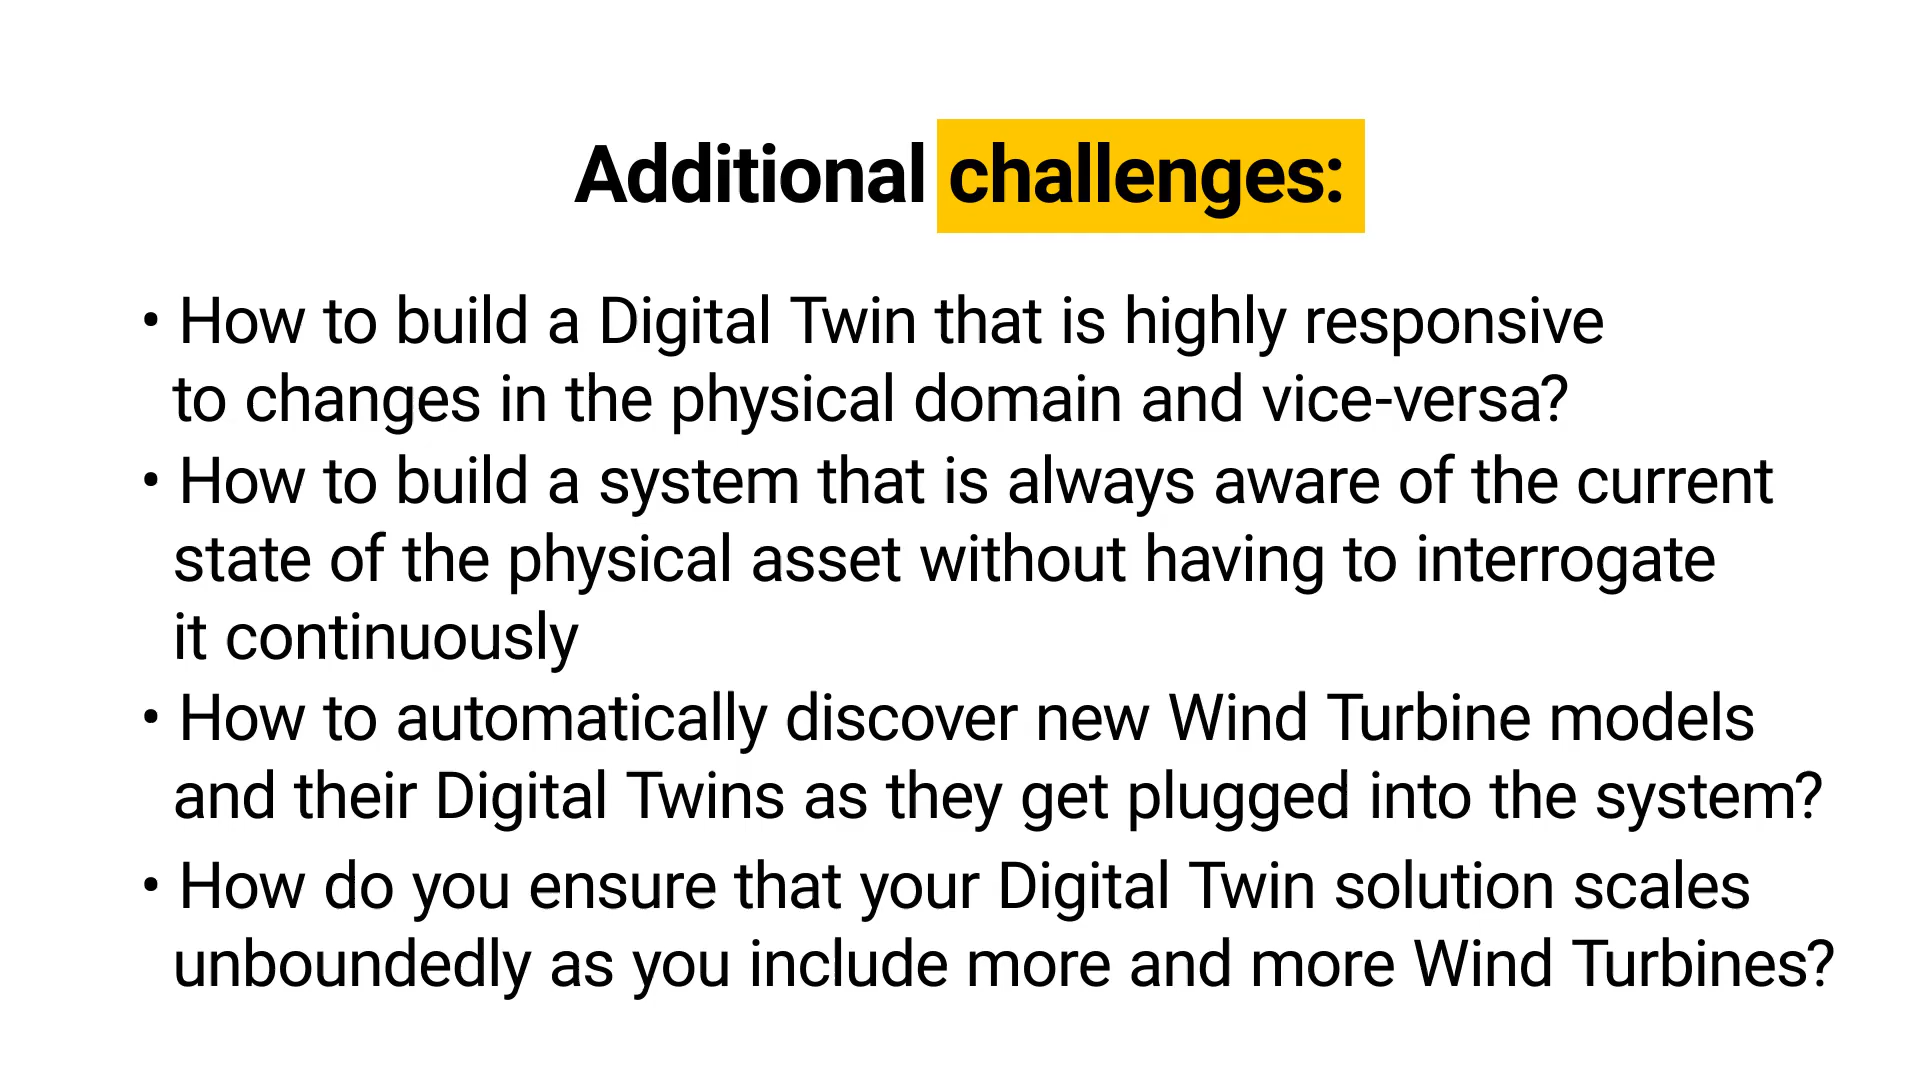 Additional challenges:
• How to build a Digital Twin that is highly responsive
to changes in the physical domain and vice-versa?
• How to build a system that is always aware of the current
state of the physical asset without having to interrogate
it continuously
• How to automatically discover new Wind Turbine models
and their Digital Twins as they get plugged into the system?
• How do you ensure that your Digital Twin solution scales
unboundedly as you include more and more Wind Turbines?